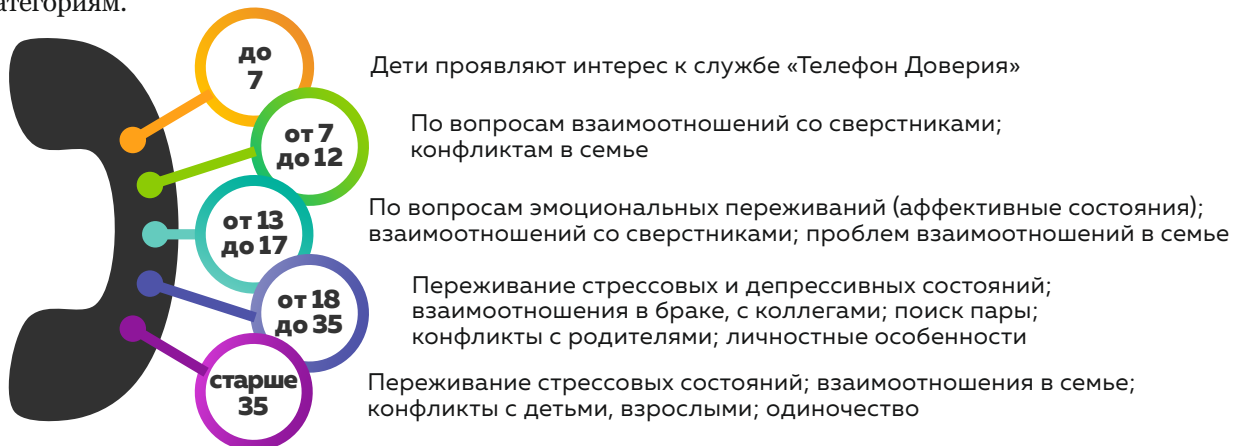 атегориям.
до
7
Дети проявляют интерес к службе «Телефон Доверия»
от 7
до 12
По вопросам взаимоотношений со сверстниками;
конфликтам в семье
от 13
до 17
По вопросам эмоциональных переживаний (аффективные состояния);
взаимоотношений со сверстниками; проблем взаимоотношений в семье
от 18
до 35
Переживание стрессовых и депрессивных состояний;
взаимоотношения в браке, с коллегами; поиск пары;
конфликты с родителями; личностные особенности
старше
35
Переживание стрессовых состояний; взаимоотношения в семье;
конфликты с детьми, взрослыми; одиночество